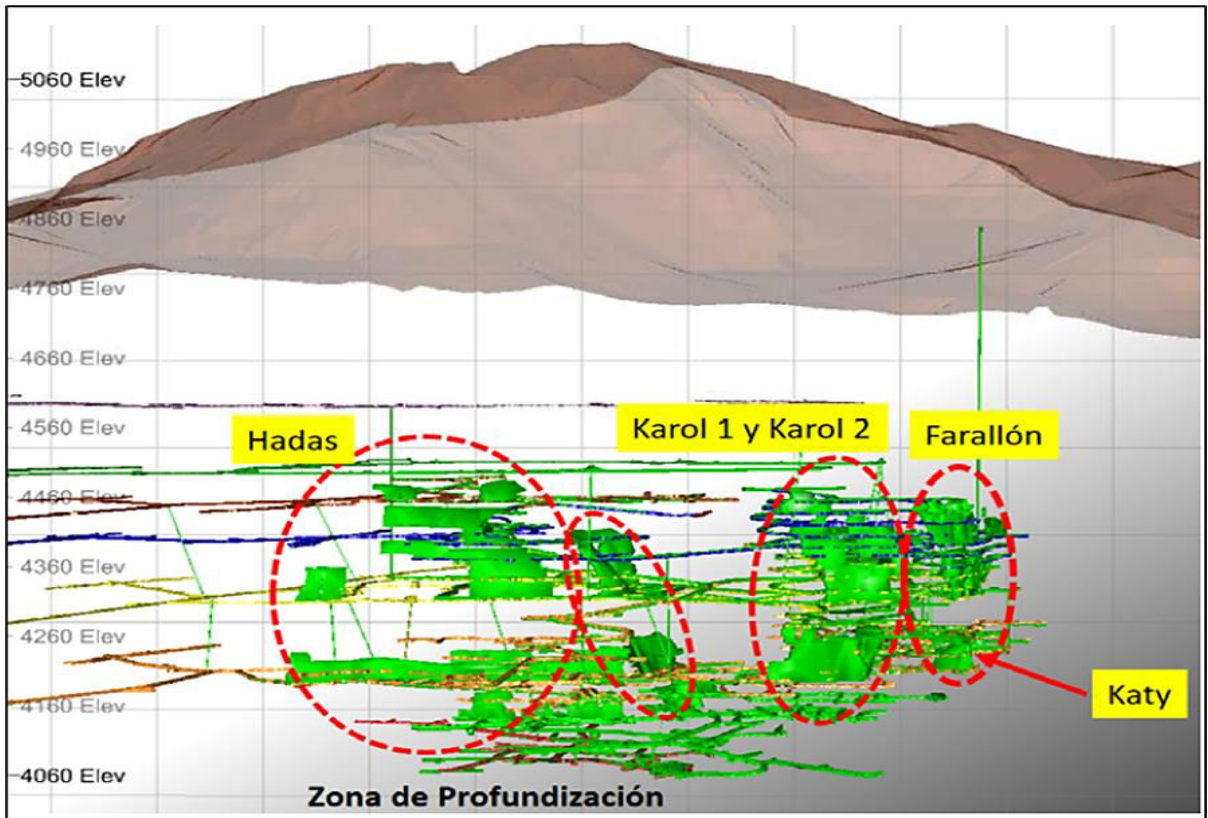 5060 Elev
4960 Elev
4860 Elev
4760 Elev
4660 Elev
4560 Elev
Hadas
Karol 1 y Karol 2
Farallón
4460 Elev
4360 Elev
4260 Elev
4160 Elev
Katy
4060 Elev
Zona de Profundización